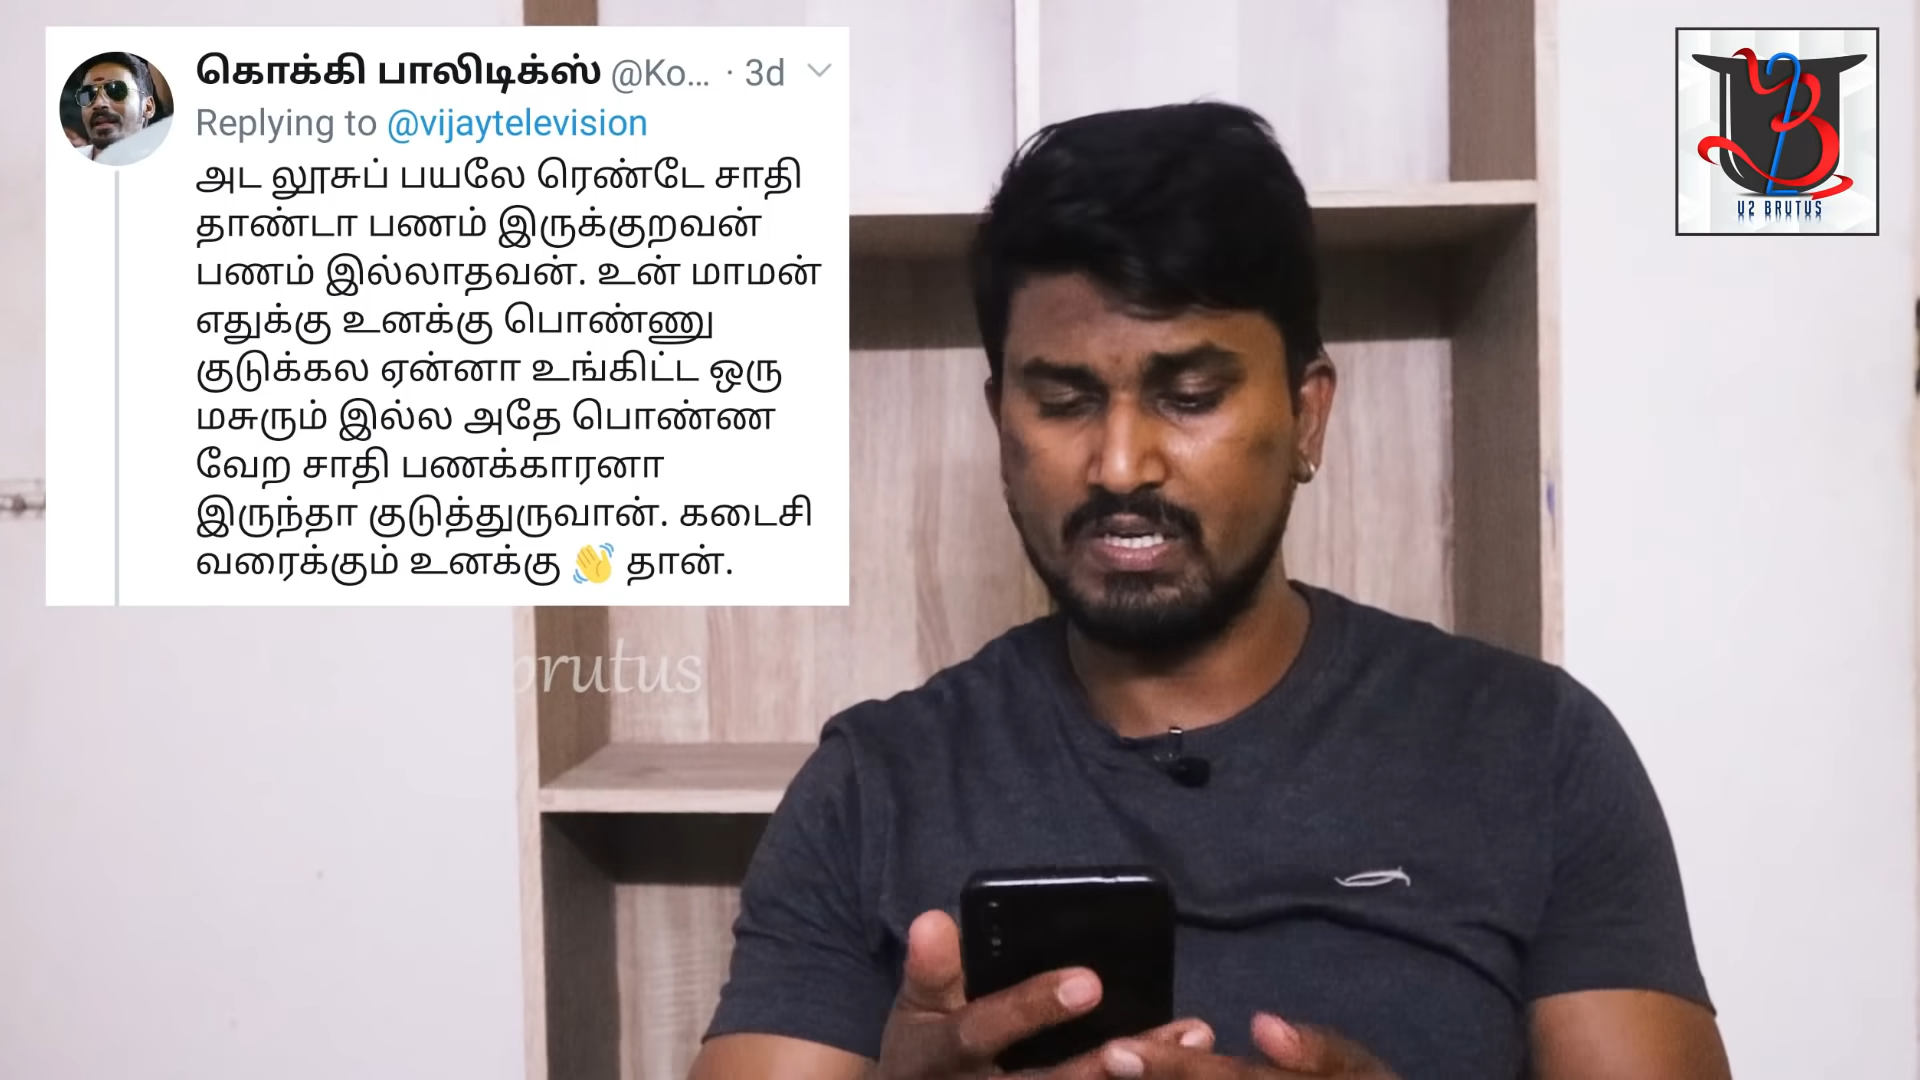 கொக்கி பாலிடிக்ஸ் @Ko... · 3d
Replying to @vijaytelevision
அட லூசுப் பயலே ரெண்டே சாதி
தாண்டா பணம் இருக்குறவன்
பணம் இல்லாதவன். உன் மாமன்
எதுக்கு உனக்கு பொண்ணு
குடுக்கல ஏன்னா உங்கிட்ட ஒரு
மசுரும் இல்ல அதே பொண்ண
வேற சாதி பணக்காரனா
இருந்தா குடுத்துருவான். கடைசி
வரைக்கும் உனக்கு 👋 தான்.
brutus
U2 BRUTUS